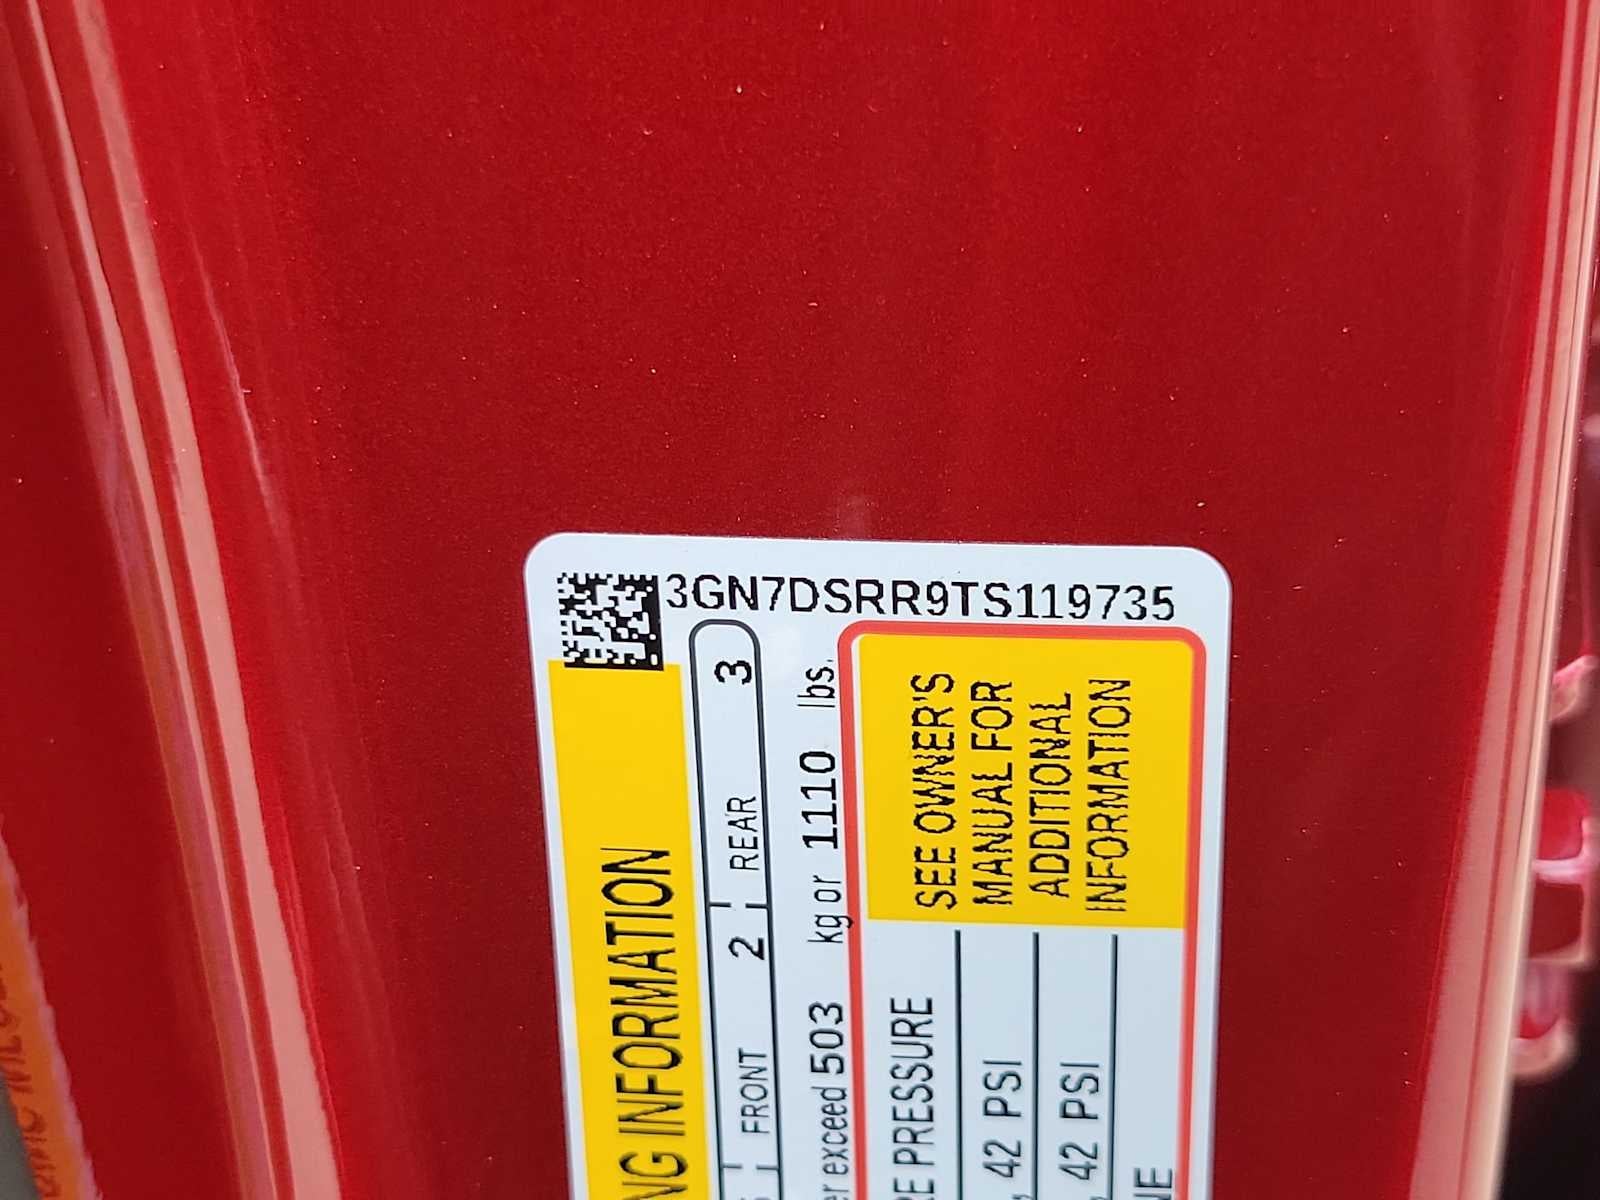 3GN7DSRR9TS119735
NG INFORMATION
FRONT 2 REAR 3
exceed 503 kg or 1110 lbs.
PRESSURE
42 PSI
42 PSI
SEE OWNER'S
MANUAL FOR
ADDITIONAL
INFORMATION